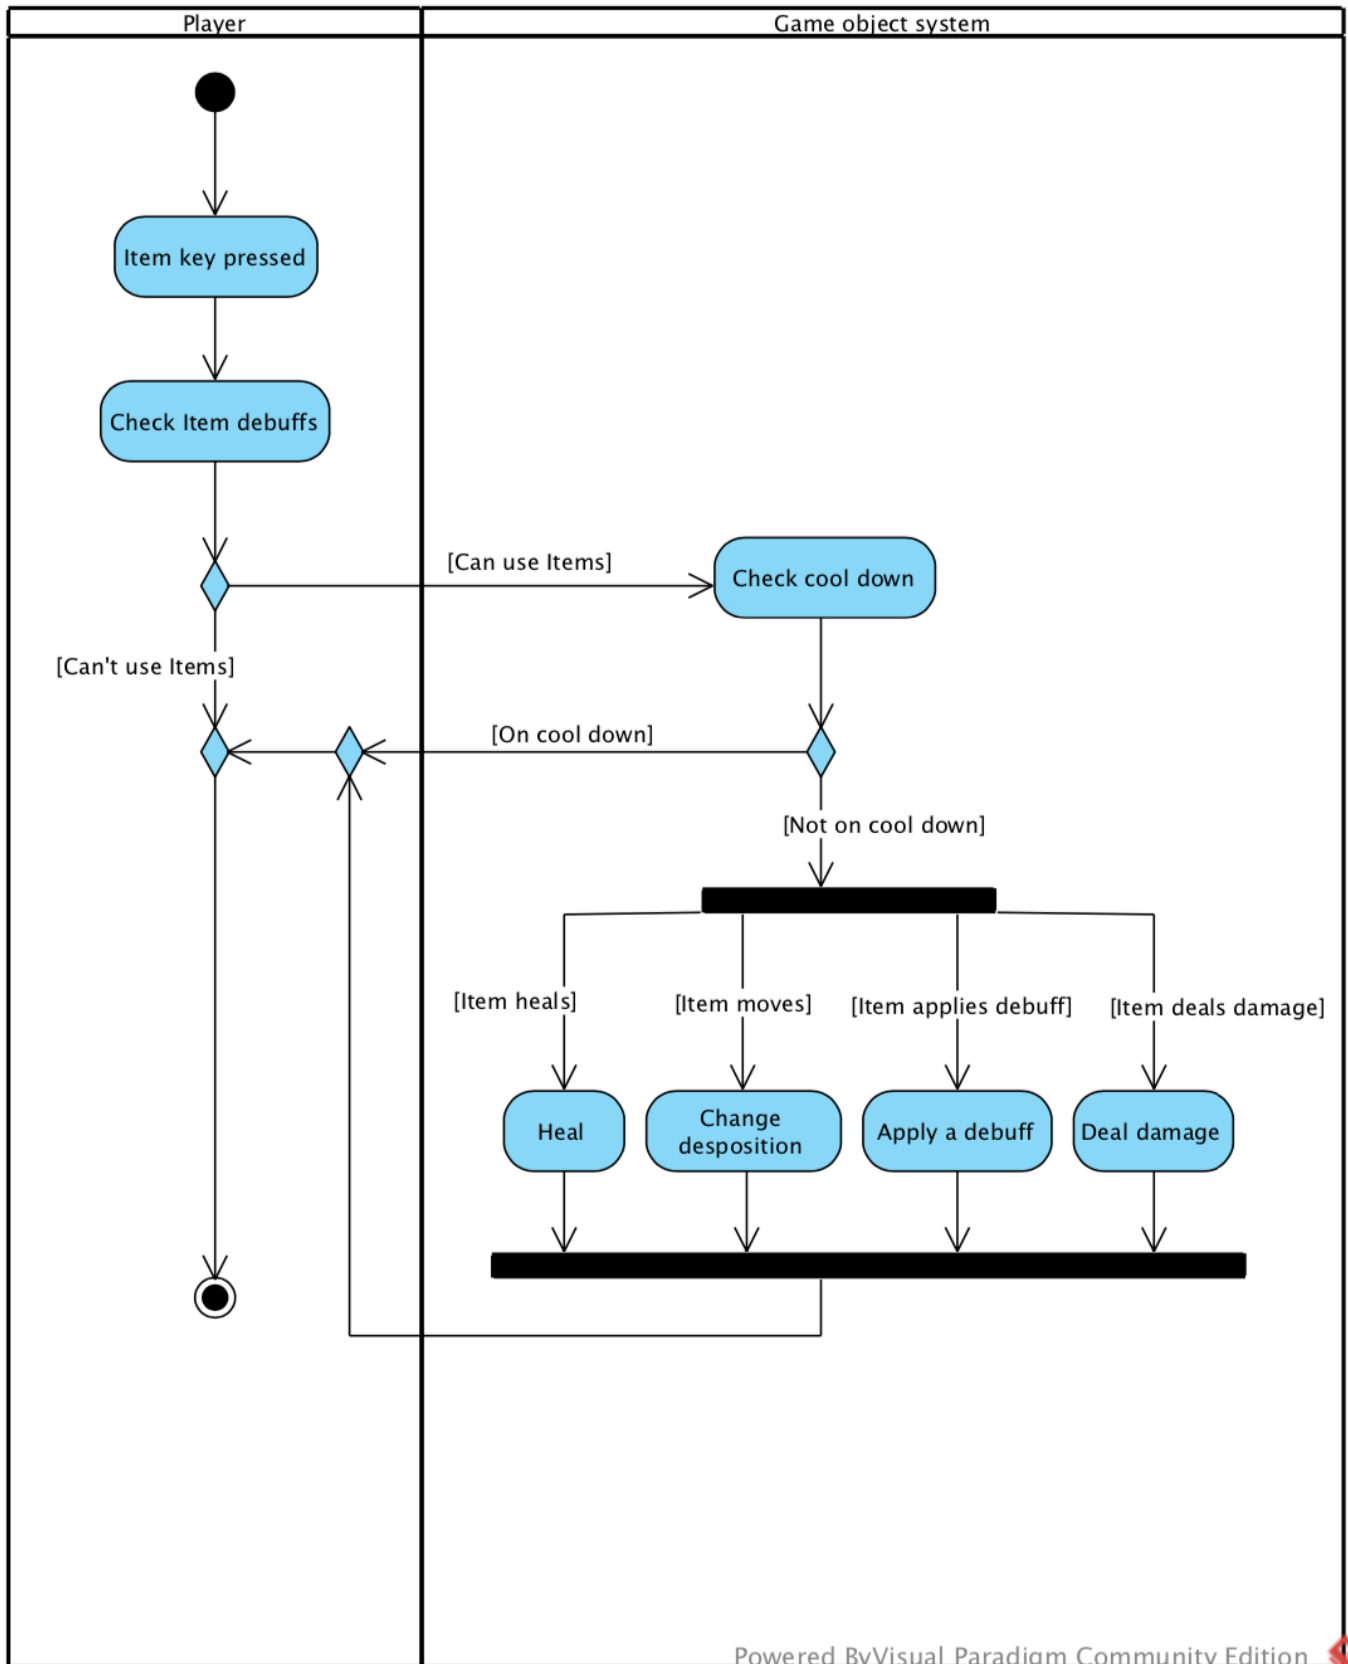 Player
Game object system
Item key pressed
Check Item debuffs
[Can use Items]
Check cool down
[Can't use Items]
[On cool down]
[Not on cool down]
[Item heals]
[Item moves]
[Item applies debuff]
[Item deals damage]
Heal
Change
desposition
Apply a debuff
Deal damage
Powered ByVisual Paradigm Community Edition